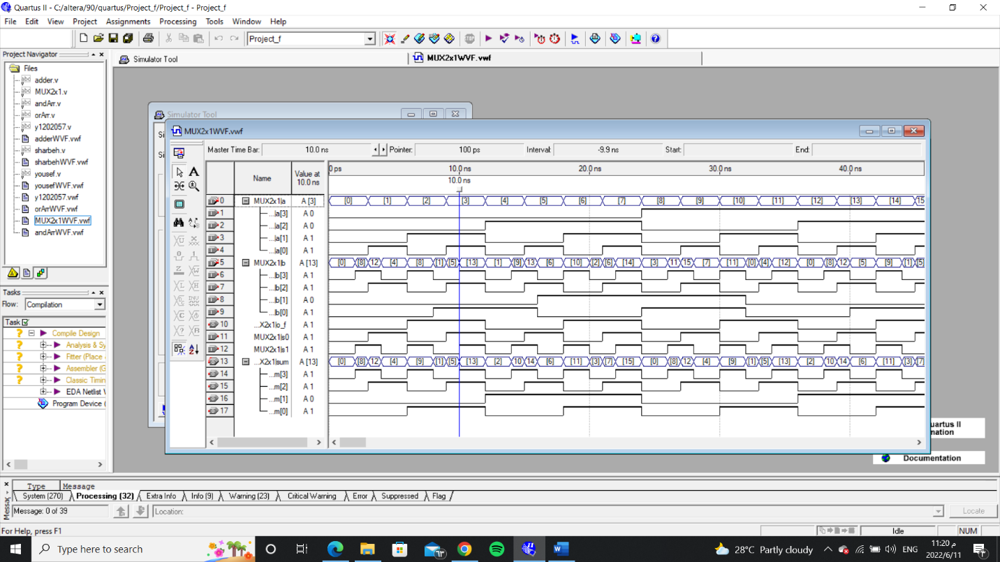 Quartus II - C:/altera/90/quartus/Project_f/Project_f - Project_f
File Edit View Project Assignments Processing Tools Window Help
Project_f
Project Navigator
Simulator Tool
MUX2x1WVF.vwf
Files
adder.v
MUX2x1.v
andArr.v
orArr.v
y1202057.v
adderWVF.vwf
sharbeh.v
sharbehWVF.vwf
yousef.v
yousefWVF.vwf
y1202057.vwf
orArrWVF.vwf
MUX2x1WVF.vwf
andArrWVF.vwf
Tasks
Flow: Compilation
Task
Compile Design
Analysis & Sy
Fitter (Place
Assembler (G
Classic Timin
EDA Netlist W
Program Device (
Simulator Tool
MUX2x1WVF.vwf
Master Time Bar: 10.0 ns Pointer: 100 ps Interval: -9.9 ns Start: End:
Name Value at 10.0 ns
0 ps 10.0 ns 20.0 ns 30.0 ns 40.0 ns
10.0 ns
0 MUX2x1|a A [3] [0] [1] [2] [3] [4] [5] [6] [7] [8] [9] [10] [11] [12] [13] [14] [15
1 ...|a[3] A 0
2 ...|a[2] A 0
3 ...|a[1] A 1
4 ...|a[0] A 1
5 MUX2x1|b A [13] [0] [8] 12 [4] [8] [1] [5] [13] [1] [9] 13 [6] [10] [2] [6] [14] [3] 11 15 [7] [11] [0] [4] [12] [0] [8] 12 [5] [9] [1] [5]
6 ...|b[3] A 1
7 ...|b[2] A 1
8 ...|b[1] A 0
9 ...|b[0] A 1
10 ...X2x1|o_f A 1
11 MUX2x1|s0 A 1
12 MUX2x1|s1 A 1
13 ...X2x1|sum A [13] [0] [8] 12 [4] [9] [1] [5] [13] [2] 10 14 [6] [11] [3] [7] [15] [0] [8] 12 [4] [9] [1] [5] [13] [2] 10 14 [6] [11] [3] [7]
14 ...m[3] A 1
15 ...m[2] A 1
16 ...m[1] A 0
17 ...m[0] A 1
uartus II
mation
Documentation
Type Message
System (270) Processing (32) Extra Info Info (9) Warning (23) Critical Warning Error Suppressed Flag
Message: 0 of 39 Location: Locate
For Help, press F1 Idle NUM
Type here to search
28°C Partly cloudy ENG
11:20 م
2022/6/11